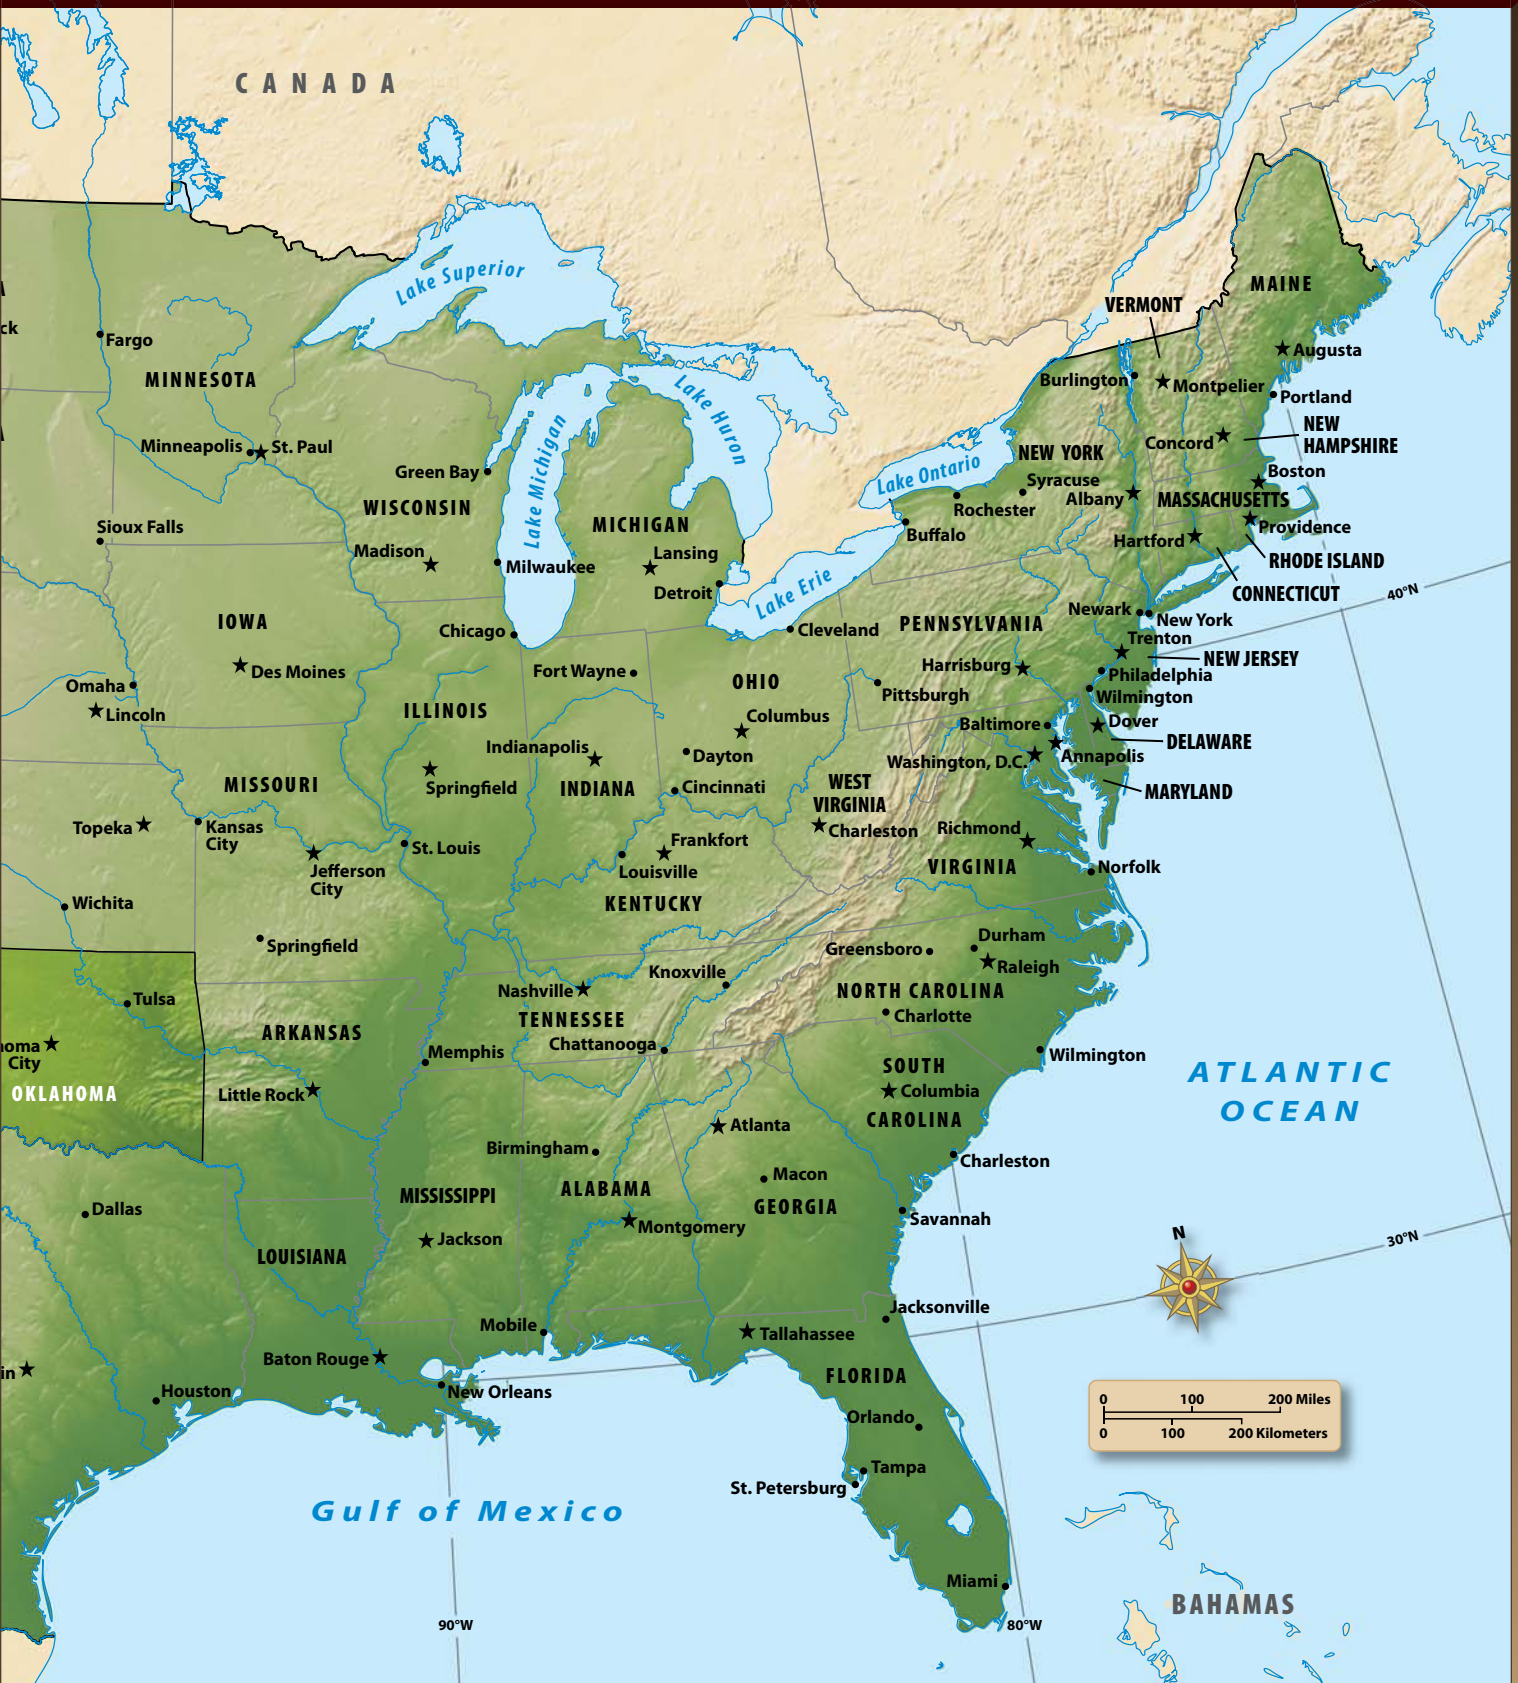 CANADA
Lake Superior
MAINE
VERMONT
ck
Fargo
Augusta
MINNESOTA
Burlington
Montpelier
Portland
Lake Huron
Lake Michigan
NEW
HAMPSHIRE
Concord
Minneapolis
St. Paul
NEW YORK
Green Bay
Lake Ontario
Syracuse
Boston
Albany
MASSACHUSETTS
WISCONSIN
Rochester
MICHIGAN
Sioux Falls
Buffalo
Providence
Hartford
Madison
Lansing
RHODE ISLAND
Milwaukee
Detroit
Lake Erie
CONNECTICUT
40°N
Newark
New York
IOWA
Chicago
Cleveland
PENNSYLVANIA
Trenton
NEW JERSEY
Des Moines
Fort Wayne
Harrisburg
Philadelphia
Omaha
OHIO
Pittsburgh
Wilmington
Lincoln
ILLINOIS
Columbus
Baltimore
Dover
DELAWARE
Indianapolis
Dayton
Washington, D.C.
Annapolis
MISSOURI
Springfield
INDIANA
Cincinnati
WEST
VIRGINIA
MARYLAND
Topeka
Kansas
City
Charleston
Richmond
Frankfort
St. Louis
Jefferson
City
Louisville
VIRGINIA
Norfolk
Wichita
KENTUCKY
Springfield
Greensboro
Durham
Raleigh
Knoxville
Nashville
NORTH CAROLINA
Tulsa
Charlotte
TENNESSEE
ARKANSAS
Chattanooga
Memphis
Wilmington
oma
City
SOUTH
CAROLINA
Columbia
ATLANTIC
OCEAN
OKLAHOMA
Little Rock
Atlanta
Birmingham
Charleston
Macon
MISSISSIPPI
ALABAMA
GEORGIA
Dallas
Savannah
Montgomery
Jackson
N
30°N
LOUISIANA
Jacksonville
Mobile
Tallahassee
Baton Rouge
in
FLORIDA
Houston
New Orleans
0 100 200 Miles
0 100 200 Kilometers
Orlando
Tampa
St. Petersburg
Gulf of Mexico
Miami
BAHAMAS
90°W
80°W